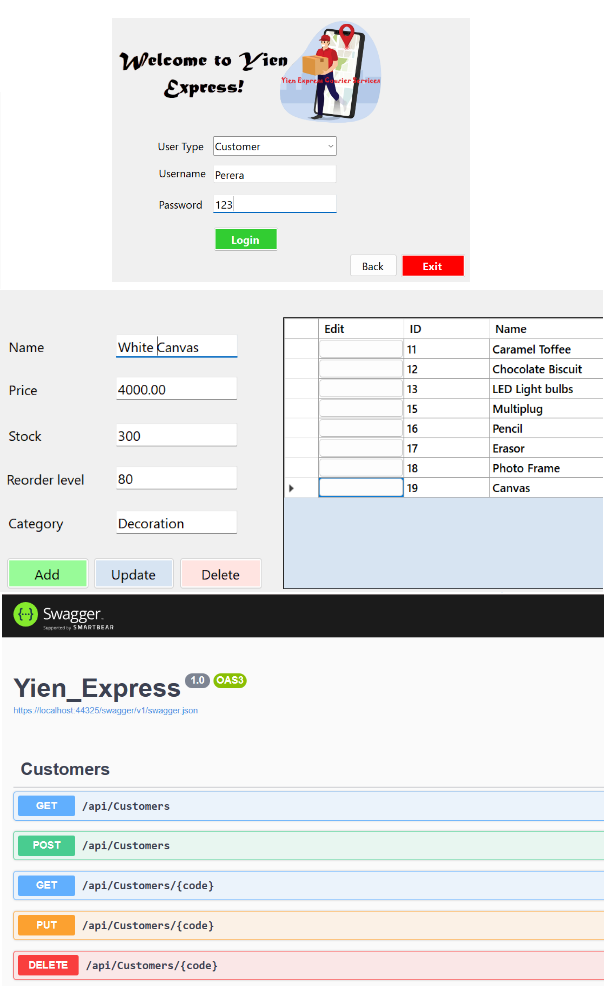 Welcome to Yien
Express!
Yien Express Courier Services
User Type Customer
Username Perera
Password 123
Login
Back Exit
Edit ID Name
Name White Canvas
11 Caramel Toffee
12 Chocolate Biscuit
Price 4000.00
13 LED Light bulbs
15 Multiplug
Stock 300
16 Pencil
17 Erasor
Reorder level 80
18 Photo Frame
19 Canvas
Category Decoration
Add Update Delete
{...} Swagger.
Supported by SMARTBEAR
Yien_Express 1.0 OAS3
https://localhost:44325/swagger/v1/swagger.json
Customers
GET /api/Customers
POST /api/Customers
GET /api/Customers/{code}
PUT /api/Customers/{code}
DELETE /api/Customers/{code}